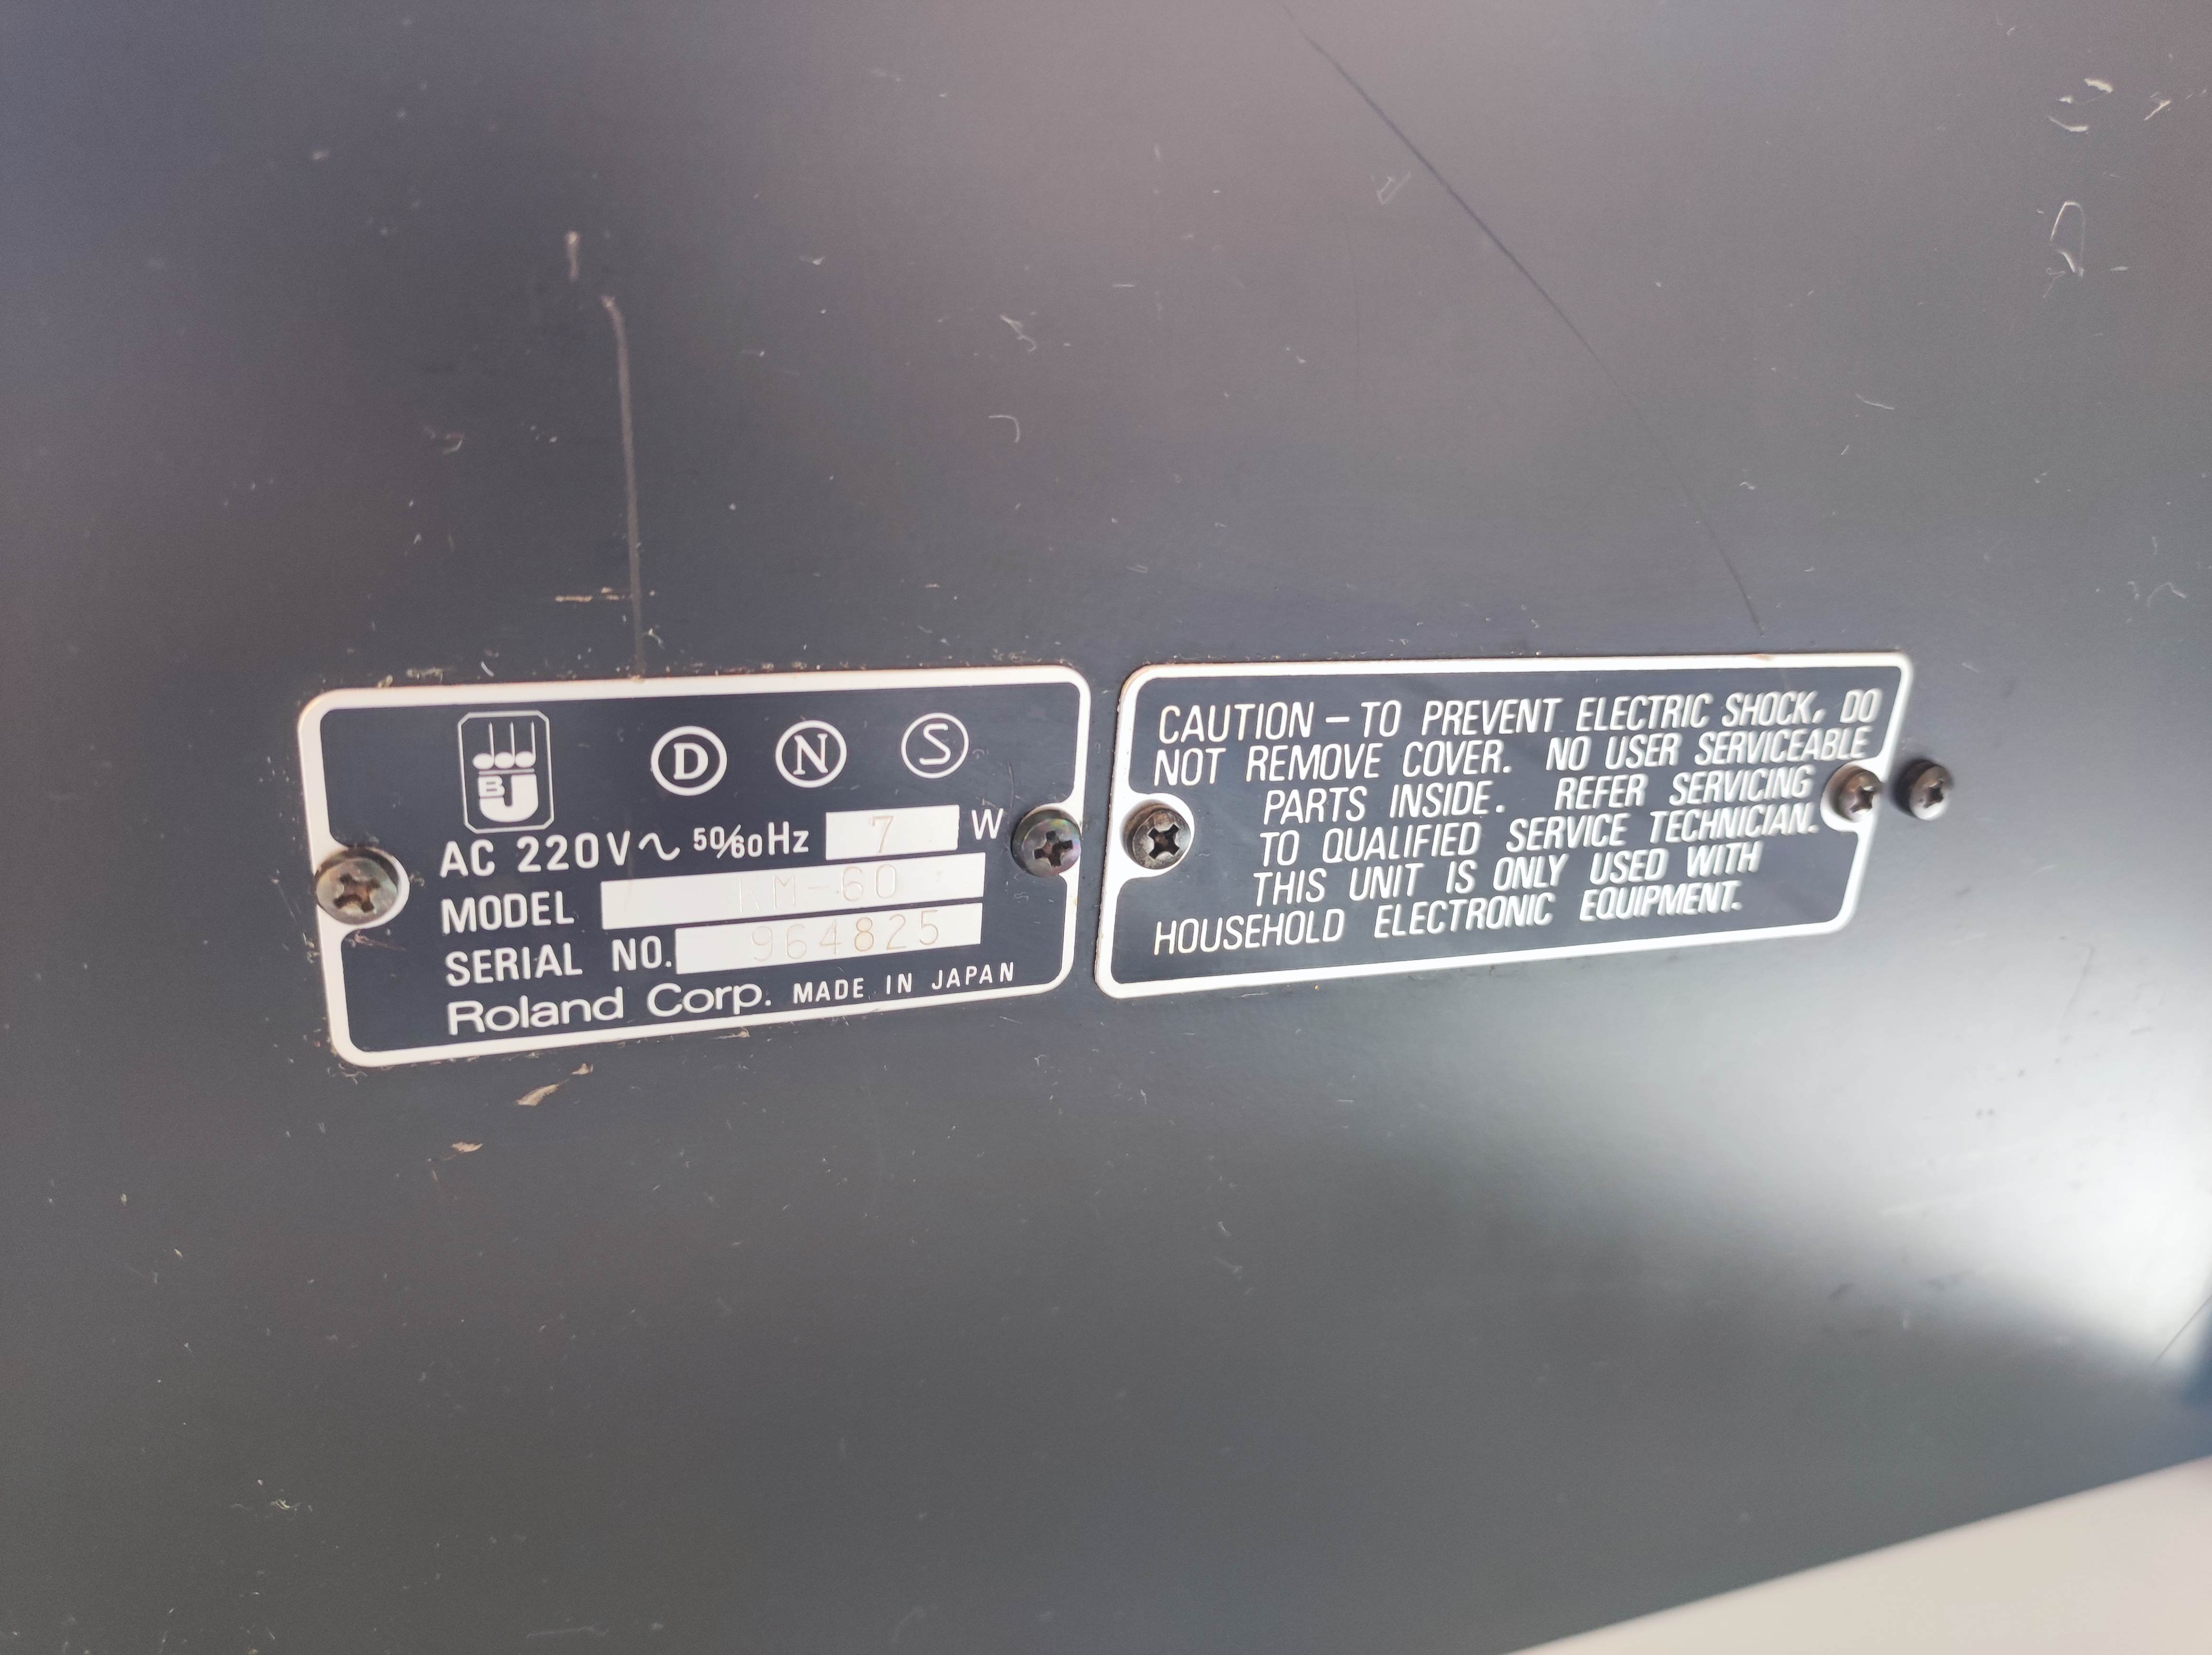 BJ
D N S
AC 220V~ 50/60Hz 7 W
MODEL KM-60
SERIAL NO. 964825
Roland Corp. MADE IN JAPAN
CAUTION – TO PREVENT ELECTRIC SHOCK, DO
NOT REMOVE COVER. NO USER SERVICEABLE
PARTS INSIDE. REFER SERVICING
TO QUALIFIED SERVICE TECHNICIAN.
THIS UNIT IS ONLY USED WITH
HOUSEHOLD ELECTRONIC EQUIPMENT.